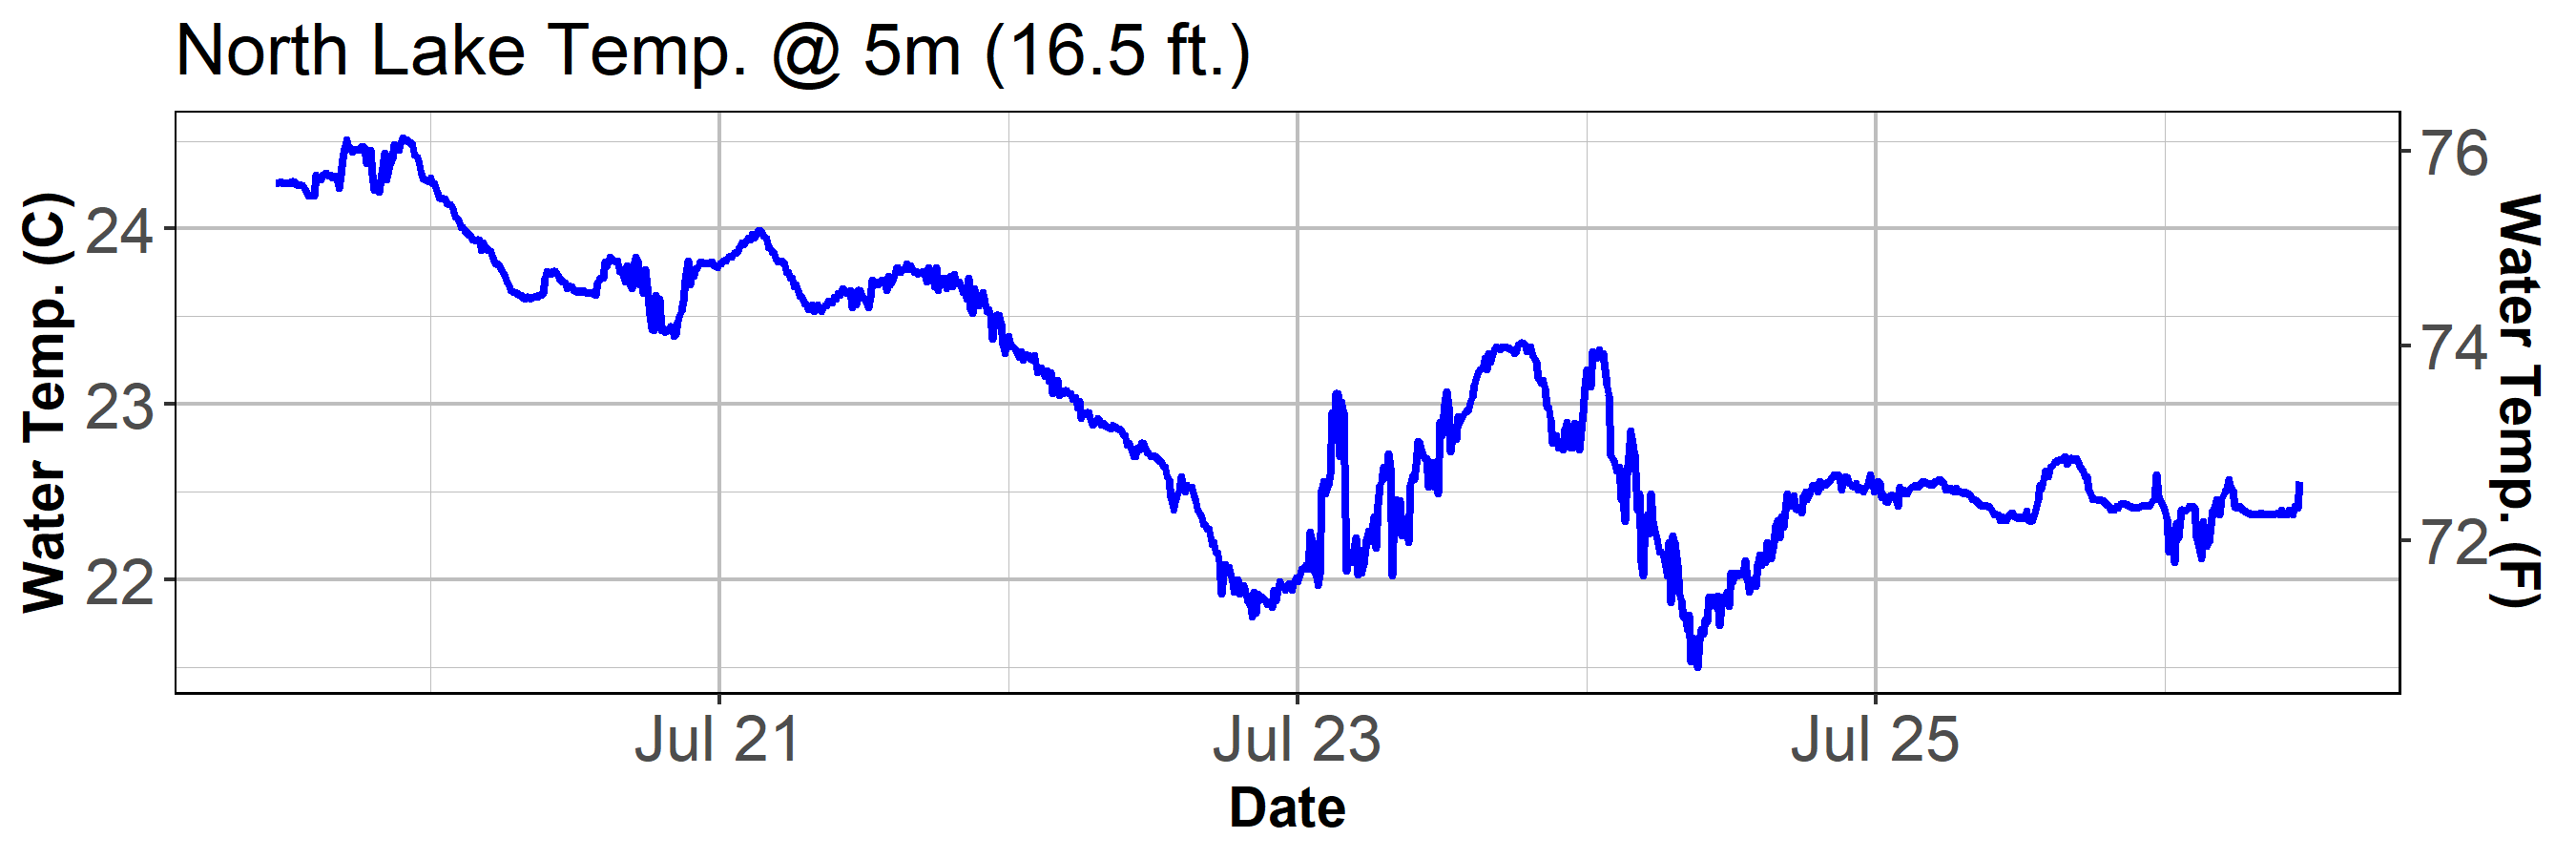 North Lake Temp. @ 5m (16.5 ft.)
Water Temp. (C)
24
23
22
76
74
72
Water Temp. (F)
Jul 21
Jul 23
Jul 25
Date